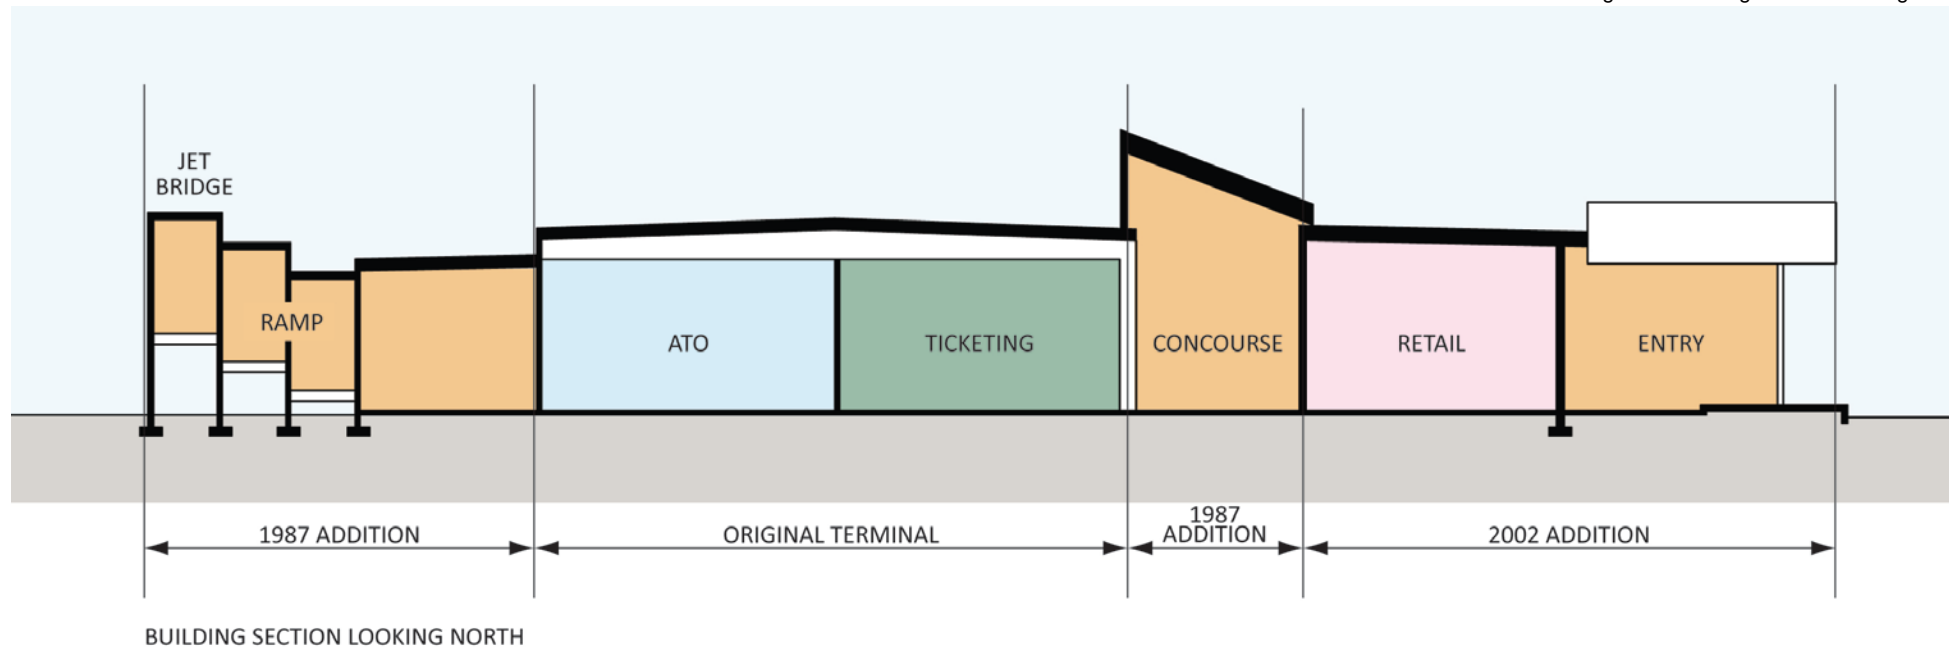 JET
BRIDGE
RAMP
ATO
TICKETING
CONCOURSE
RETAIL
ENTRY
1987 ADDITION
ORIGINAL TERMINAL
1987
ADDITION
2002 ADDITION
BUILDING SECTION LOOKING NORTH